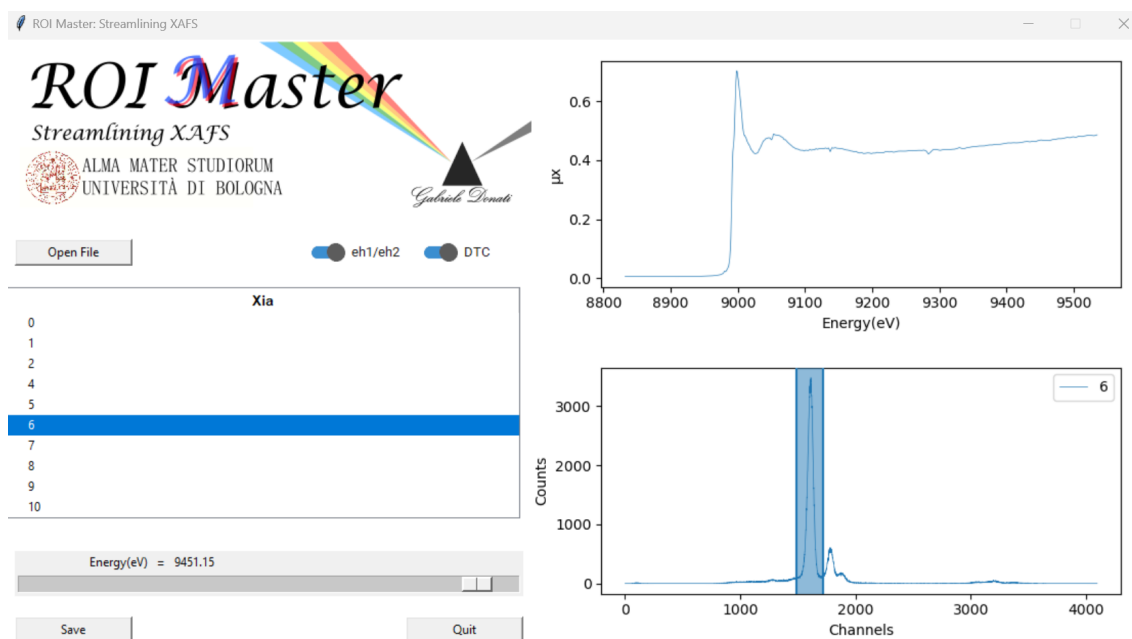 ROI Master: Streamlining XAFS
ROI Master
Streamlining XAFS
ALMA MATER STUDIORUM
UNIVERSITÀ DI BOLOGNA
Gabriele Donati
Open File
eh1/eh2
DTC
Xia
0
1
2
4
5
6
7
8
9
10
Energy(eV) = 9451.15
Save
Quit
μx
0.6
0.4
0.2
0.0
8800 8900 9000 9100 9200 9300 9400 9500
Energy(eV)
6
Counts
3000
2000
1000
0
0 1000 2000 3000 4000
Channels